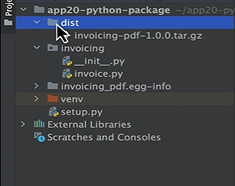 Project
app20-python-package ~/app20-p
dist
invoicing-pdf-1.0.0.tar.gz
invoicing
__init__.py
invoice.py
invoicing_pdf.egg-info
venv
setup.py
External Libraries
Scratches and Consoles